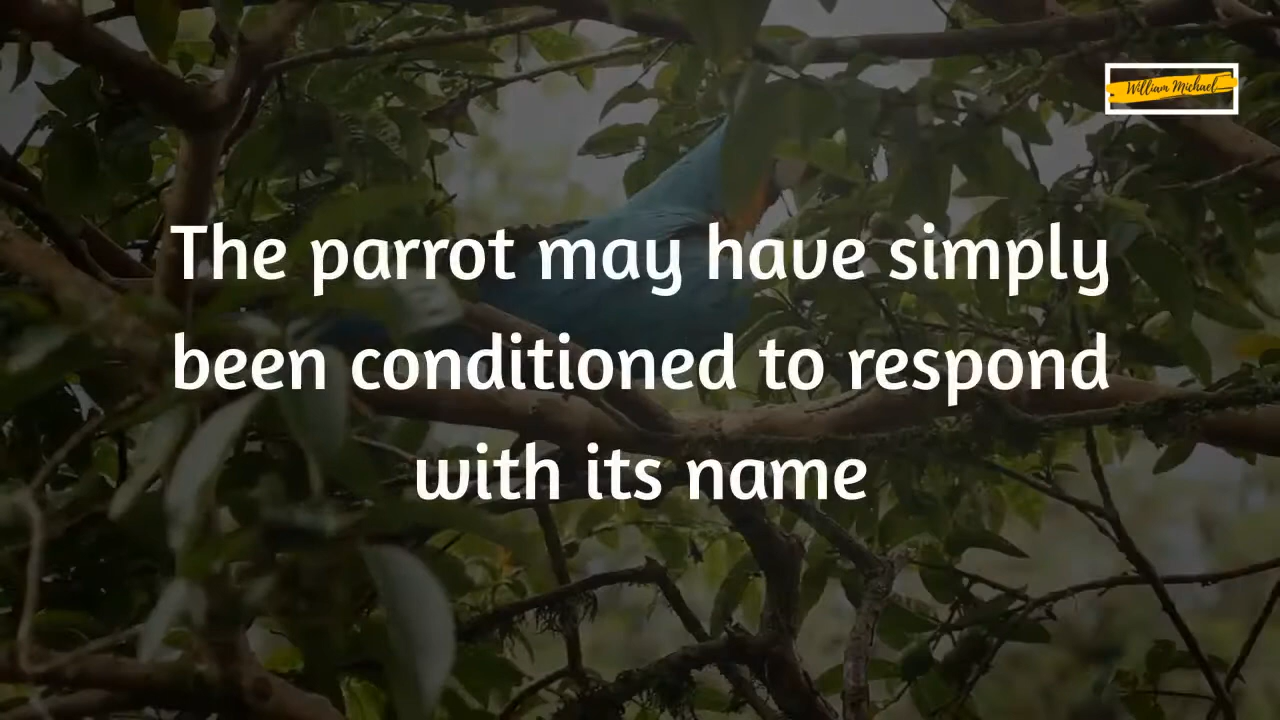 William Michael
The parrot may have simply
been conditioned to respond
with its name